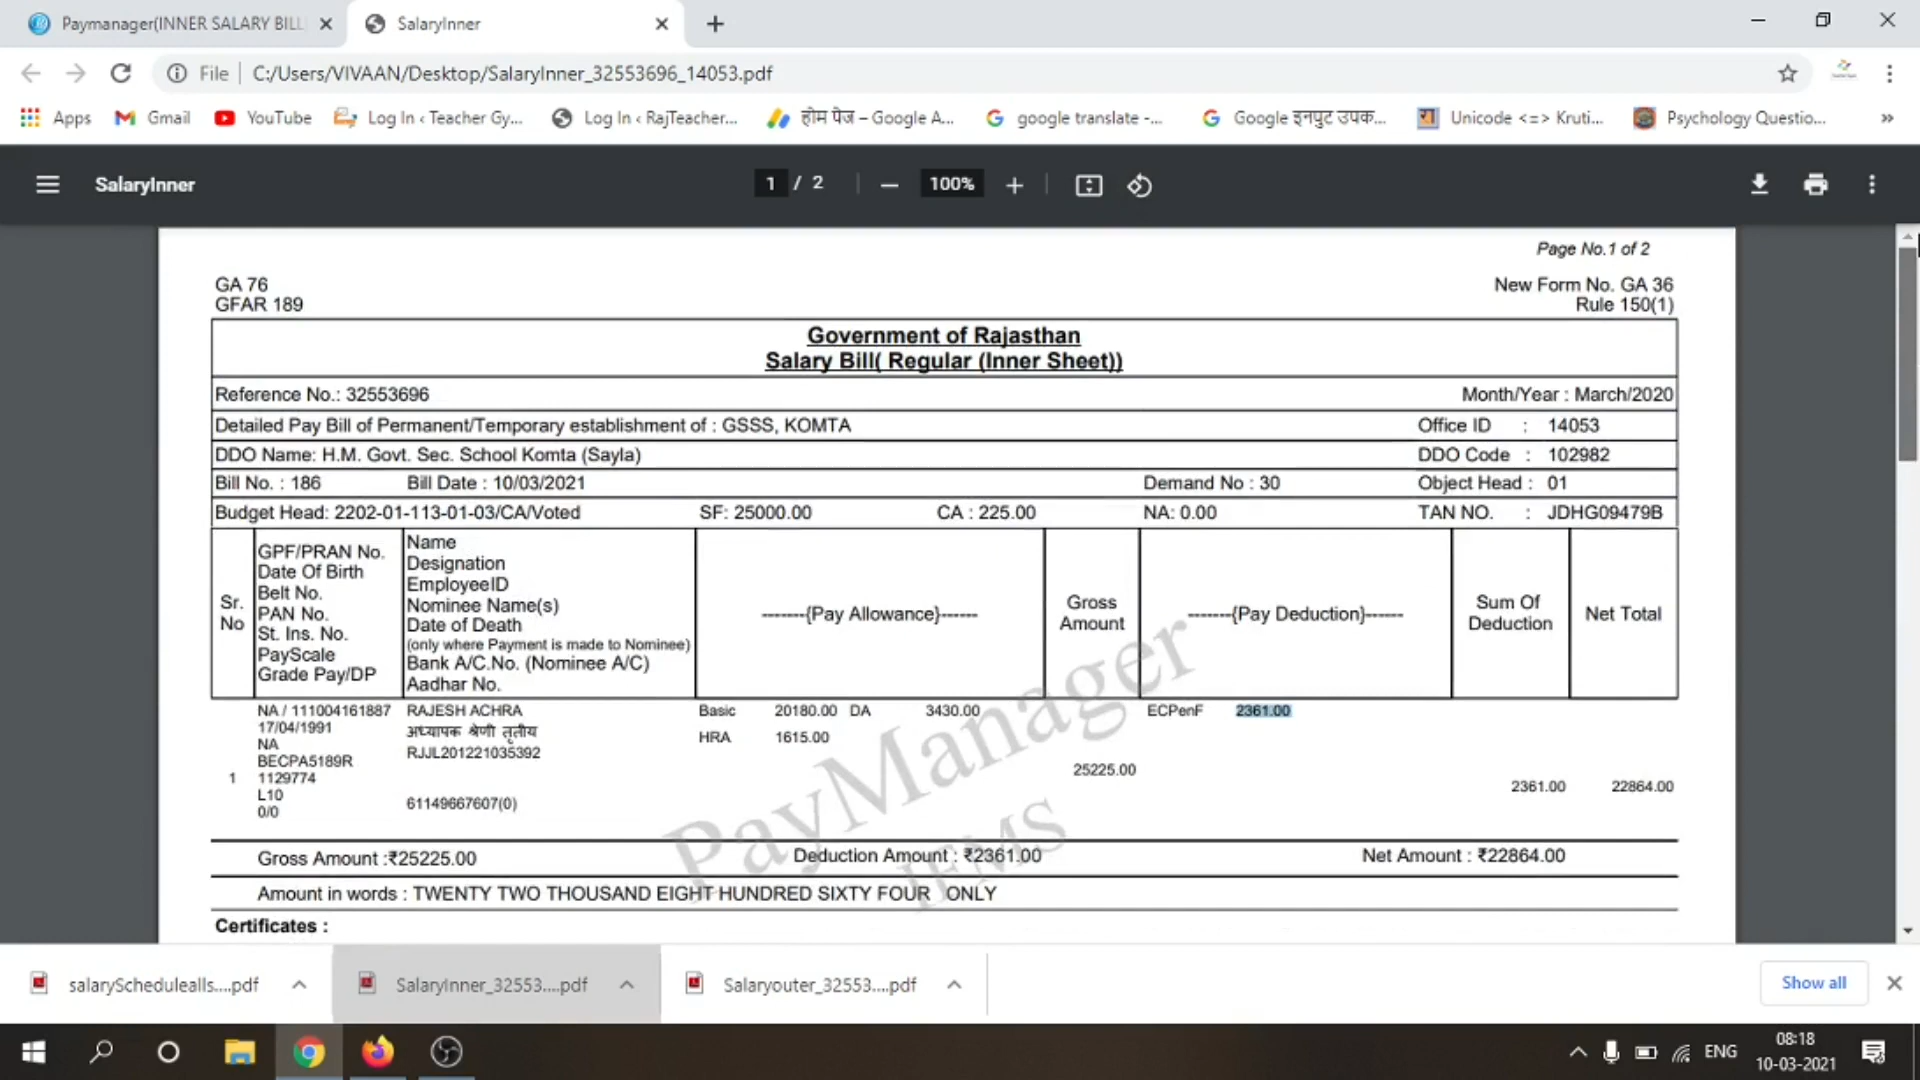 Paymanager(INNER SALARY BILL
SalaryInner
File C:/Users/VIVAAN/Desktop/SalaryInner_32553696_14053.pdf
Apps Gmail YouTube Log In ‹ Teacher Gy... Log In ‹ RajTeacher... होम पेज – Google A... google translate -... Google इनपुट उपक... Unicode <=> Kruti... Psychology Questio... »
SalaryInner 1 / 2 100%
Page No.1 of 2
GA 76 New Form No. GA 36
GFAR 189 Rule 150(1)
Government of Rajasthan
Salary Bill( Regular (Inner Sheet))
Reference No.: 32553696 Month/Year : March/2020
Detailed Pay Bill of Permanent/Temporary establishment of : GSSS, KOMTA Office ID : 14053
DDO Name: H.M. Govt. Sec. School Komta (Sayla) DDO Code : 102982
Bill No. : 186 Bill Date : 10/03/2021 Demand No : 30 Object Head : 01
Budget Head: 2202-01-113-01-03/CA/Voted SF: 25000.00 CA : 225.00 NA: 0.00 TAN NO. : JDHG09479B
Sr.
No
GPF/PRAN No.
Date Of Birth
Belt No.
PAN No.
St. Ins. No.
PayScale
Grade Pay/DP
Name
Designation
EmployeeID
Nominee Name(s)
Date of Death
(only where Payment is made to Nominee)
Bank A/C.No. (Nominee A/C)
Aadhar No.
-------{Pay Allowance}------
Gross
Amount
-------{Pay Deduction}------
Sum Of
Deduction
Net Total
1
NA / 111004161887
17/04/1991
NA
BECPA5189R
1129774
L10
0/0
RAJESH ACHRA
अध्यापक श्रेणी तृतीय
RJJL201221035392
61149667607(0)
Basic 20180.00 DA 3430.00
HRA 1615.00
25225.00
ECPenF 2361.00
2361.00
22864.00
PayManager
IFMS
Gross Amount :₹25225.00 Deduction Amount : ₹2361.00 Net Amount : ₹22864.00
Amount in words : TWENTY TWO THOUSAND EIGHT HUNDRED SIXTY FOUR ONLY
Certificates :
salarySchedulealls....pdf SalaryInner_32553....pdf Salaryouter_32553....pdf Show all
ENG 08:18
10-03-2021